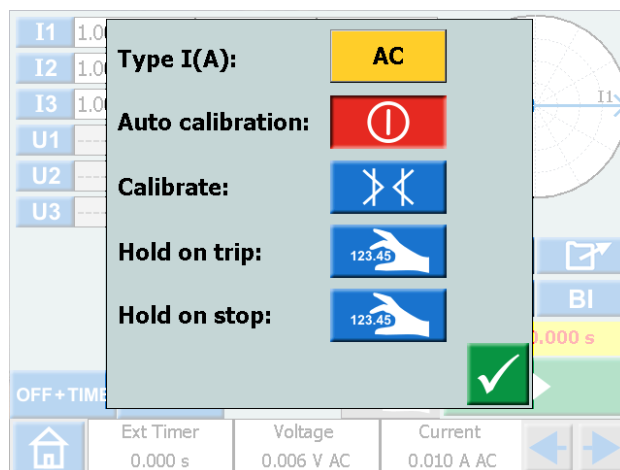 I1 1.0
I2 1.0
I3 1.0
U1 ---
U2 ---
U3 ---
I1
Type I(A): AC
Auto calibration:
Calibrate:
Hold on trip: 123.45
Hold on stop: 123.45
BI
0.000 s
OFF+TIME
Ext Timer Voltage Current
0.000 s 0.006 V AC 0.010 A AC